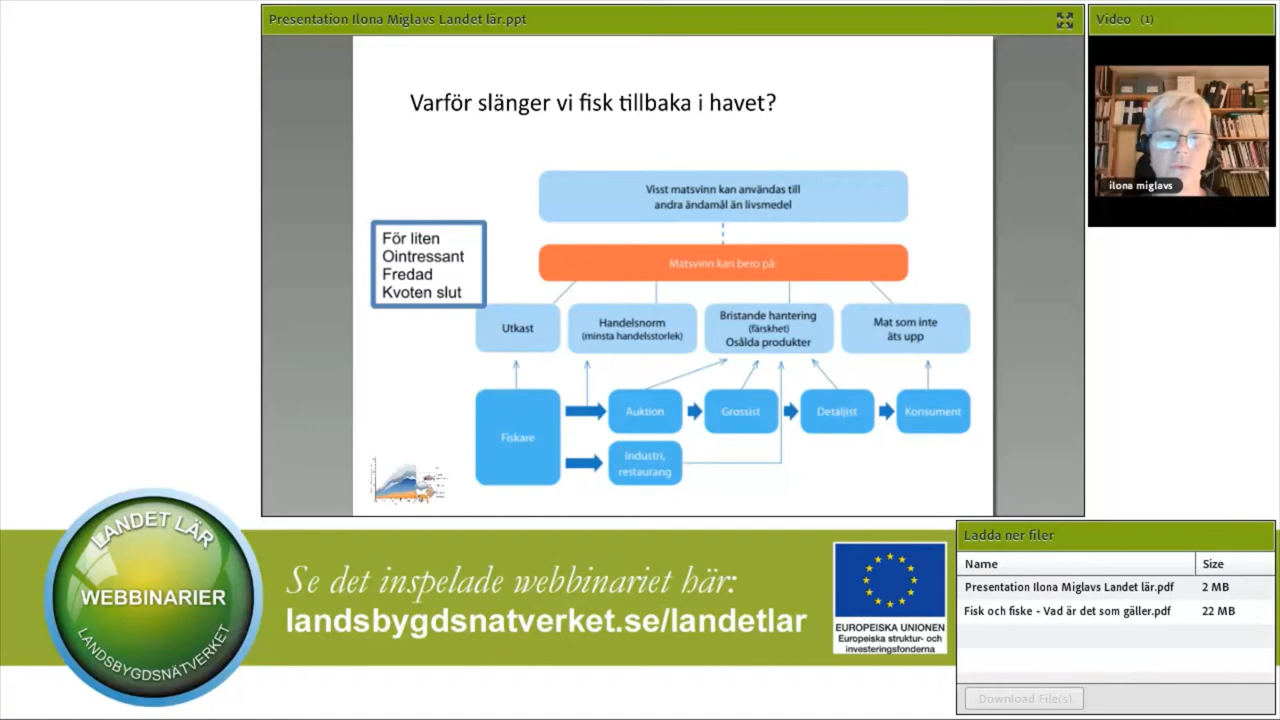 Presentation Ilona Miglavs Landet lär.ppt
Video (1)
ilona miglavs
Varför slänger vi fisk tillbaka i havet?
Visst matsvinn kan användas till
andra ändamål än livsmedel
För liten
Ointressant
Fredad
Kvoten slut
Matsvinn kan bero på:
Utkast
Handelsnorm
(minsta handelsstorlek)
Bristande hantering
(färskhet)
Osålda produkter
Mat som inte
äts upp
Fiskare
Auktion
Grossist
Detaljist
Konsument
Industri,
restaurang
LANDET LÄR
WEBBINARIER
LANDSBYGDSNÄTVERKET
Se det inspelade webbinariet här:
landsbygdsnatverket.se/landetlar
EUROPEISKA UNIONEN
Europeiska struktur- och
investeringsfonderna
Ladda ner filer
Name Size
Presentation Ilona Miglavs Landet lär.pdf 2 MB
Fisk och fiske - Vad är det som gäller.pdf 22 MB
Download File(s)